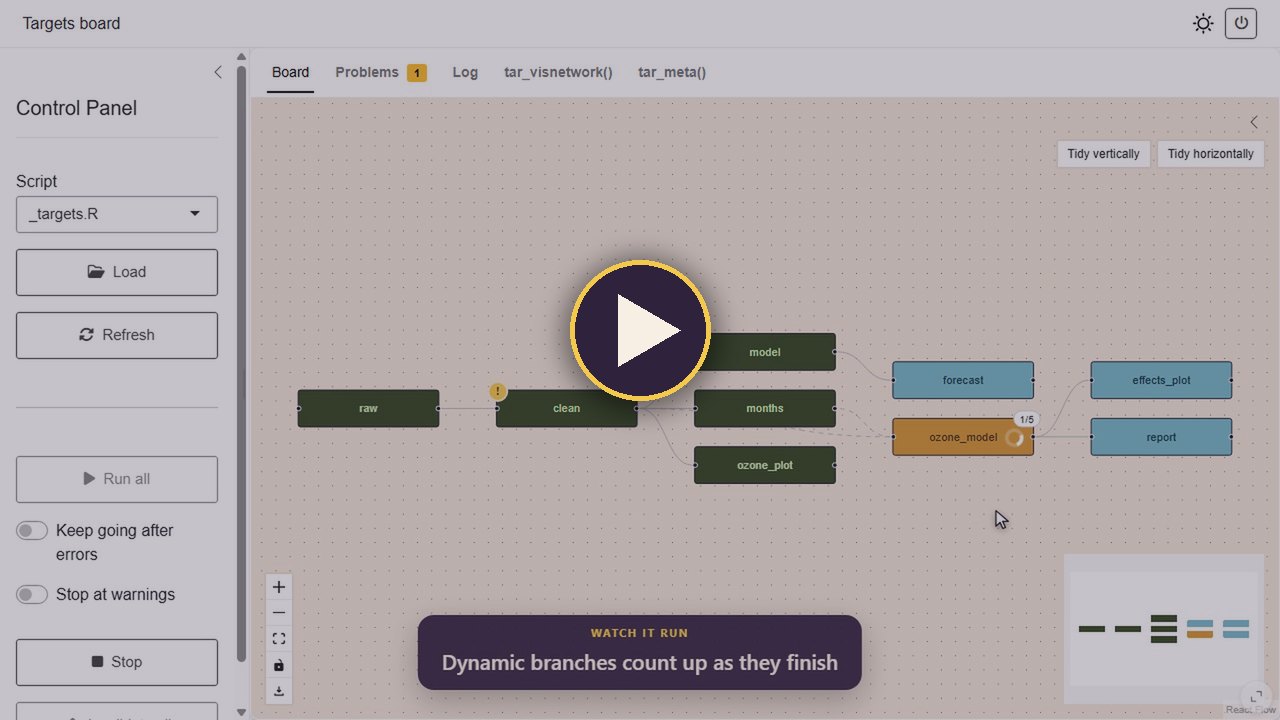 Targets board
Control Panel
Script
_targets.R
Load
Refresh
Run all
Keep going after
errors
Stop at warnings
Stop
Board
Problems 1
Log
tar_visnetwork()
tar_meta()
Tidy vertically
Tidy horizontally
raw
!
clean
model
months
ozone_plot
forecast
1/5
ozone_model
effects_plot
report
WATCH IT RUN
Dynamic branches count up as they finish
React Flow